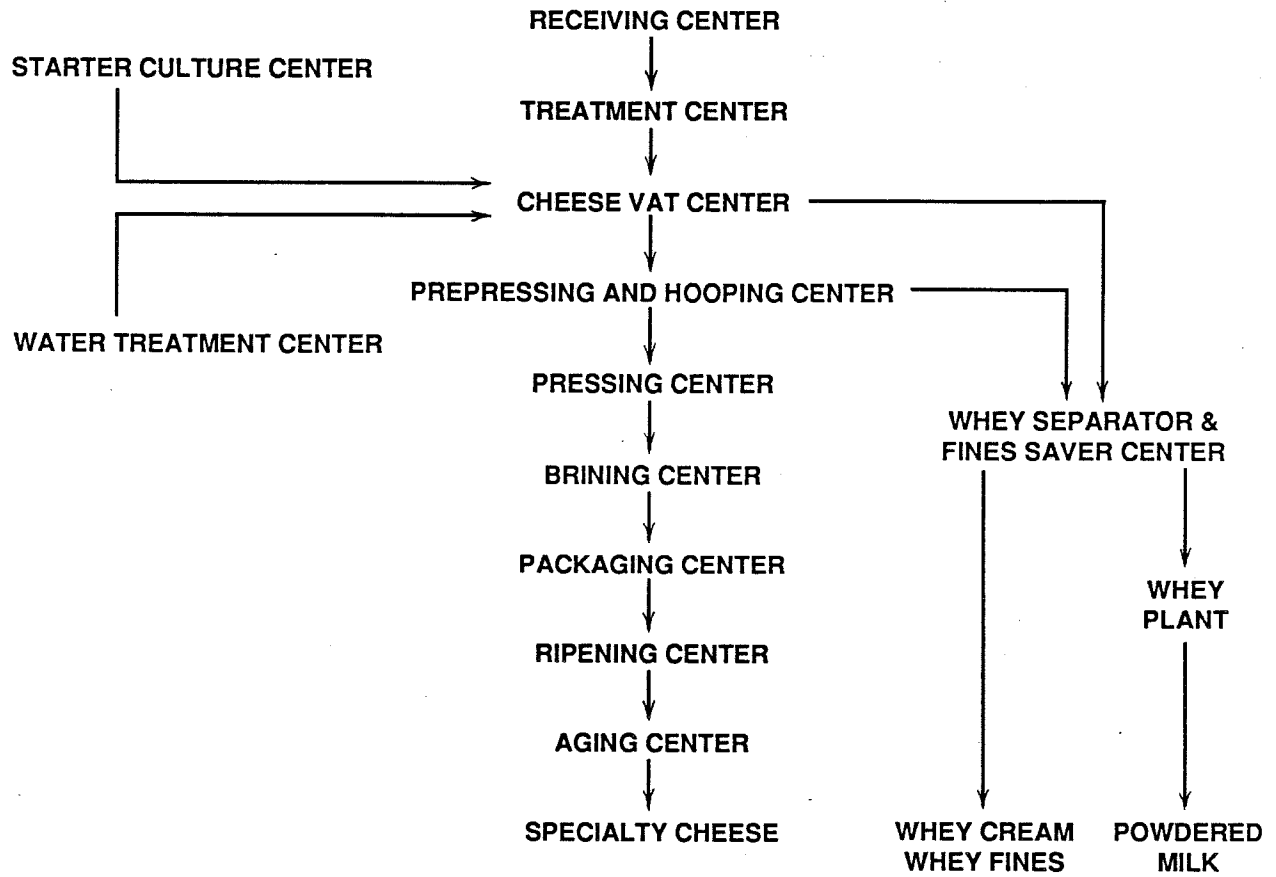 RECEIVING CENTER
STARTER CULTURE CENTER
TREATMENT CENTER
CHEESE VAT CENTER
PREPRESSING AND HOOPING CENTER
WATER TREATMENT CENTER
PRESSING CENTER
WHEY SEPARATOR &
FINES SAVER CENTER
BRINING CENTER
PACKAGING CENTER
WHEY
PLANT
RIPENING CENTER
AGING CENTER
SPECIALTY CHEESE
WHEY CREAM
WHEY FINES
POWDERED
MILK